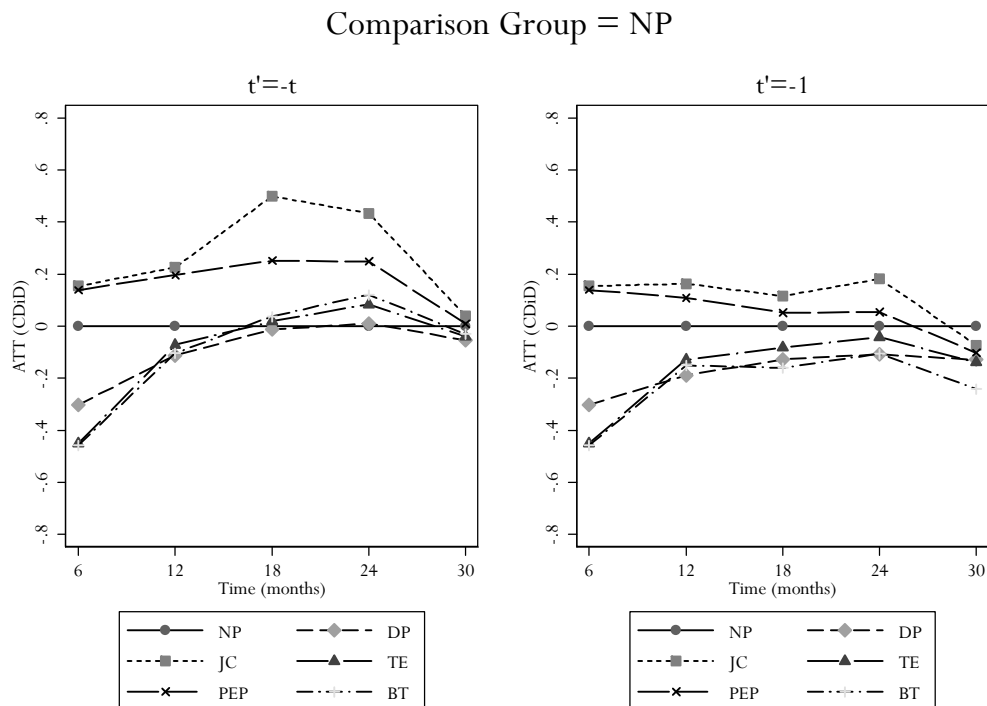 Comparison Group = NP
t'=-t
ATT (CDiD)
.8
.6
.4
.2
0
-.2
-.4
-.6
-.8
6 12 18 24 30
Time (months)
NP DP
JC TE
PEP BT
t'=-1
ATT (CDiD)
.8
.6
.4
.2
0
-.2
-.4
-.6
-.8
6 12 18 24 30
Time (months)
NP DP
JC TE
PEP BT